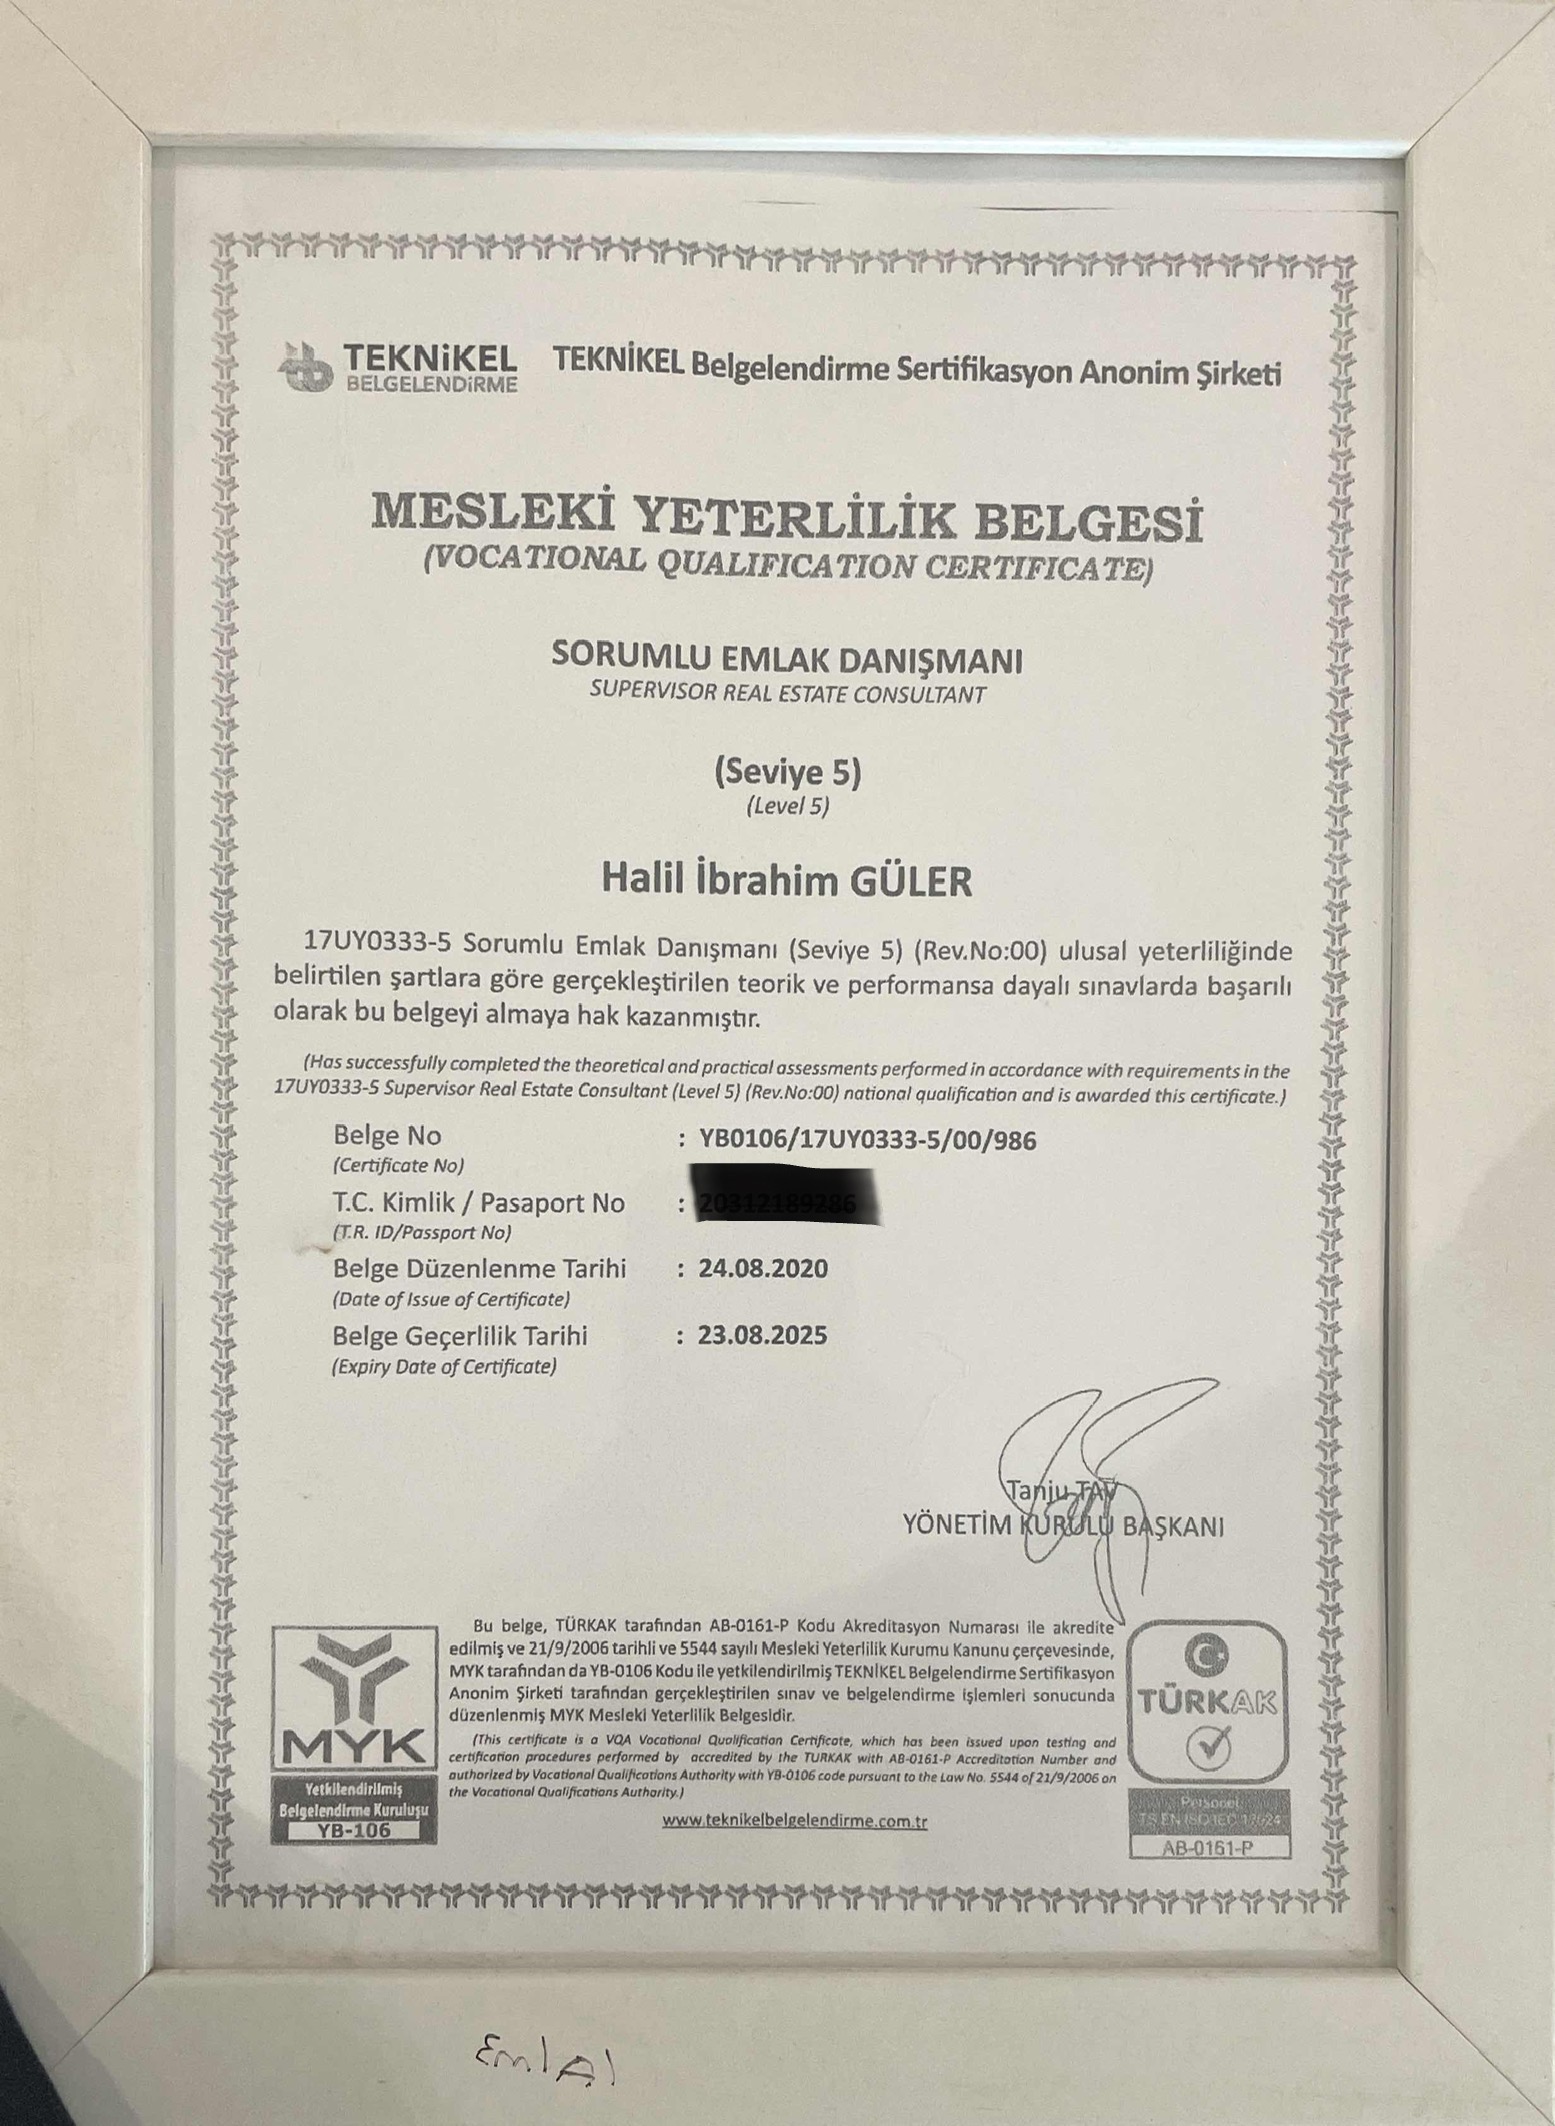 TEKNİKEL
BELGELENDİRME
TEKNİKEL Belgelendirme Sertifikasyon Anonim Şirketi
MESLEKİ YETERLİLİK BELGESİ
(VOCATIONAL QUALIFICATION CERTIFICATE)
SORUMLU EMLAK DANIŞMANI
SUPERVISOR REAL ESTATE CONSULTANT
(Seviye 5)
(Level 5)
Halil İbrahim GÜLER
17UY0333-5 Sorumlu Emlak Danışmanı (Seviye 5) (Rev.No:00) ulusal yeterliliğinde
belirtilen şartlara göre gerçekleştirilen teorik ve performansa dayalı sınavlarda başarılı
olarak bu belgeyi almaya hak kazanmıştır.
(Has successfully completed the theoretical and practical assessments performed in accordance with requirements in the
17UY0333-5 Supervisor Real Estate Consultant (Level 5) (Rev.No:00) national qualification and is awarded this certificate.)
Belge No : YB0106/17UY0333-5/00/986
(Certificate No)
T.C. Kimlik / Pasaport No :
(T.R. ID/Passport No)
Belge Düzenlenme Tarihi : 24.08.2020
(Date of Issue of Certificate)
Belge Geçerlilik Tarihi : 23.08.2025
(Expiry Date of Certificate)
Tanju TAV
YÖNETİM KURULU BAŞKANI
MYK
Yetkilendirilmiş
Belgelendirme Kuruluşu
YB-106
Bu belge, TÜRKAK tarafından AB-0161-P Kodu Akreditasyon Numarası ile akredite
edilmiş ve 21/9/2006 tarihli ve 5544 sayılı Mesleki Yeterlilik Kurumu Kanunu çerçevesinde,
MYK tarafından da YB-0106 Kodu ile yetkilendirilmiş TEKNİKEL Belgelendirme Sertifikasyon
Anonim Şirketi tarafından gerçekleştirilen sınav ve belgelendirme işlemleri sonucunda
düzenlenmiş MYK Mesleki Yeterlilik Belgesidir.
(This certificate is a VQA Vocational Qualification Certificate, which has been issued upon testing and
certification procedures performed by accredited by the TURKAK with AB-0161-P Accreditation Number and
authorized by Vocational Qualifications Authority with YB-0106 code pursuant to the Law No. 5544 of 21/9/2006 on
the Vocational Qualifications Authority.)
www.teknikelbelgelendirme.com.tr
TÜRKAK
Personel
TS EN ISO/IEC 17024
AB-0161-P